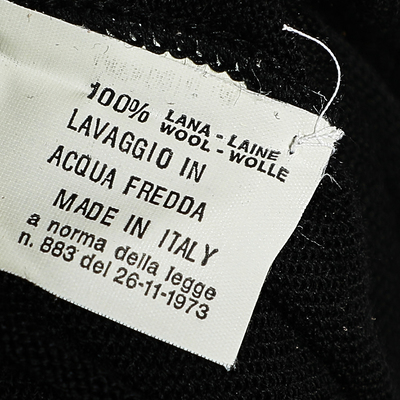 100% LANA - LAINE
WOOL - WOLLE
LAVAGGIO IN
ACQUA FREDDA
MADE IN ITALY
a norma della legge
n. 883 del 26-11-1973